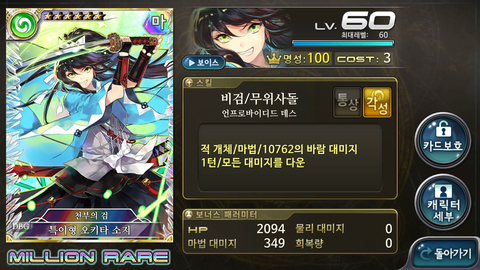 마
천부의 검
특이형 오키타 소지
MILLION RARE
LV. 60
최대레벨: 60
보이스
명성:100
COST: 3
스킬
비검/무위사돌
언프로바이디드 데스
통상
각성
적 개체/마법/10762의 바람 대미지
1턴/모든 대미지를 다운
보너스 패러미터
HP 2094 물리 대미지 0
마법 대미지 349 회복량 0
카드보호
캐릭터
세부
돌아가기